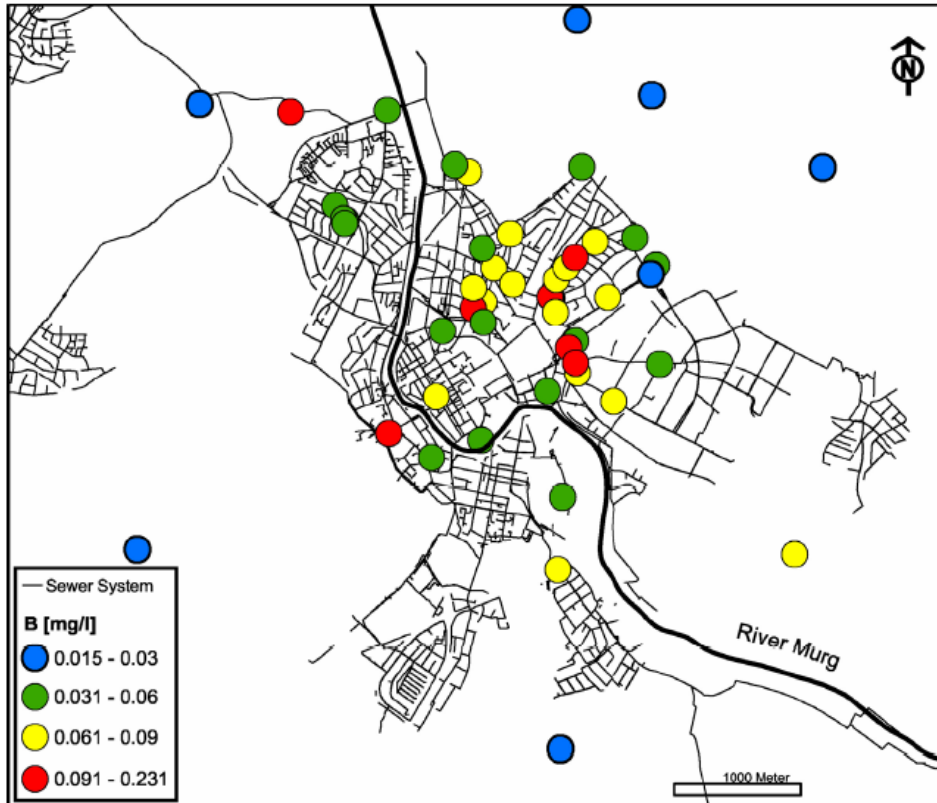 N
River Murg
Sewer System
B [mg/l]
0.015 - 0.03
0.031 - 0.06
0.061 - 0.09
0.091 - 0.231
1000 Meter